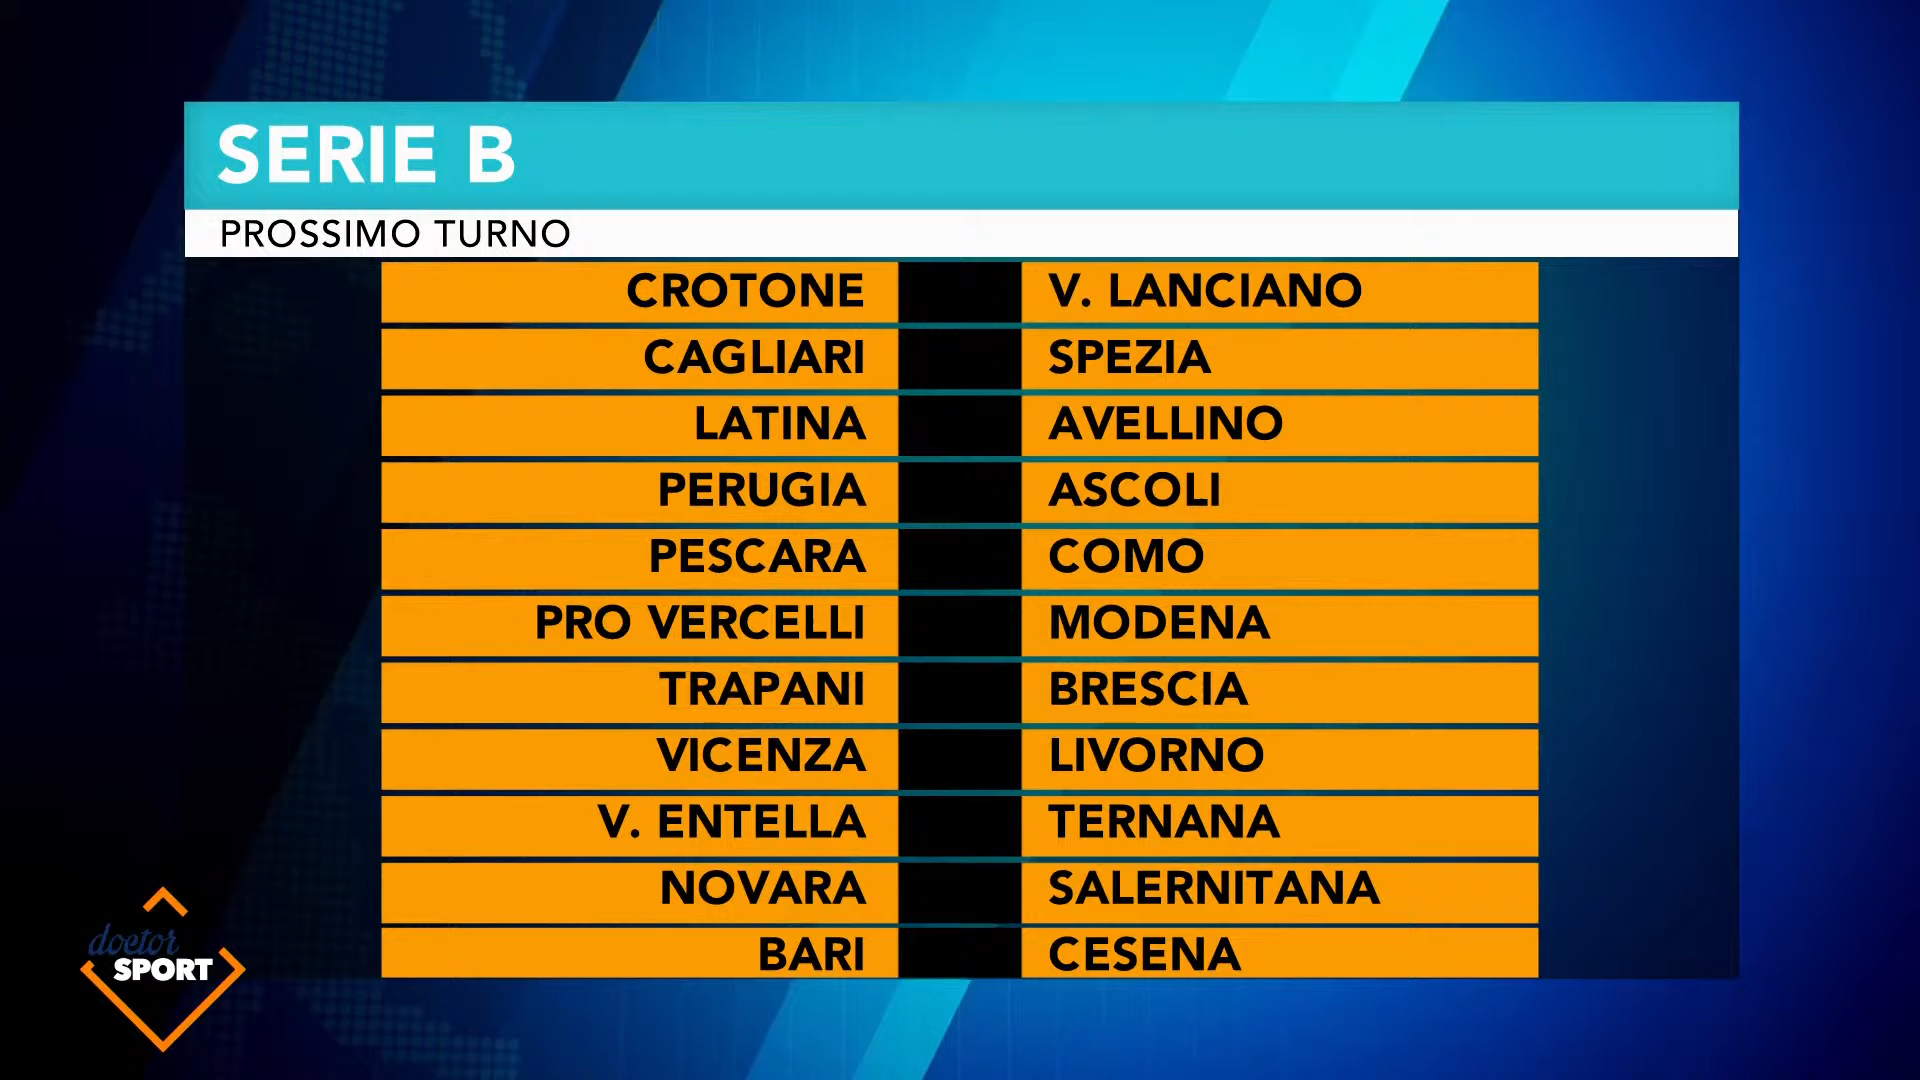 SERIE B
PROSSIMO TURNO
CROTONE V. LANCIANO
CAGLIARI SPEZIA
LATINA AVELLINO
PERUGIA ASCOLI
PESCARA COMO
PRO VERCELLI MODENA
TRAPANI BRESCIA
VICENZA LIVORNO
V. ENTELLA TERNANA
NOVARA SALERNITANA
BARI CESENA
doctor
SPORT